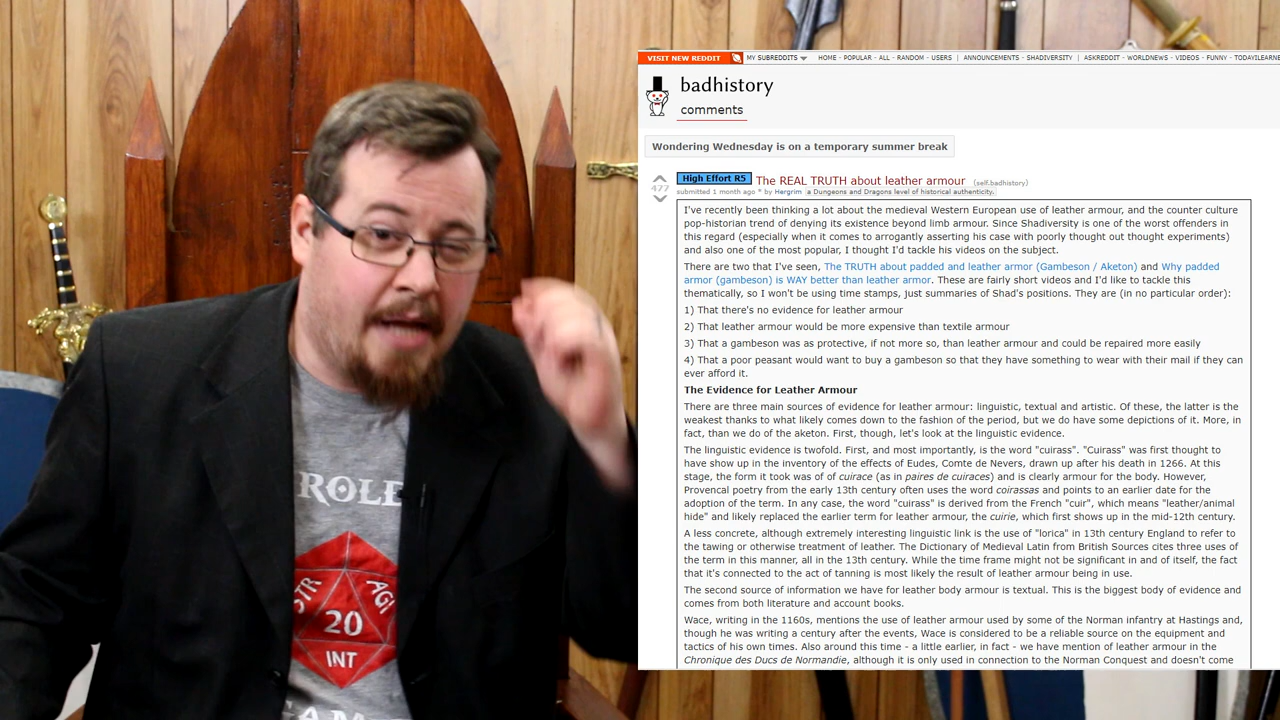 VISIT NEW REDDIT MY SUBREDDITS HOME - POPULAR - ALL - RANDOM - USERS | ANNOUNCEMENTS - SHADIVERSITY | ASKREDDIT - WORLDNEWS - VIDEOS - FUNNY - TODAYILEARNE
badhistory
comments
Wondering Wednesday is on a temporary summer break
High Effort R5 The REAL TRUTH about leather armour (self.badhistory)
477
submitted 1 month ago * by Hergrim a Dungeons and Dragons level of historical authenticity.
I've recently been thinking a lot about the medieval Western European use of leather armour, and the counter culture
pop-historian trend of denying its existence beyond limb armour. Since Shadiversity is one of the worst offenders in
this regard (especially when it comes to arrogantly asserting his case with poorly thought out thought experiments)
and also one of the most popular, I thought I'd tackle his videos on the subject.
There are two that I've seen, The TRUTH about padded and leather armor (Gambeson / Aketon) and Why padded
armor (gambeson) is WAY better than leather armor. These are fairly short videos and I'd like to tackle this
thematically, so I won't be using time stamps, just summaries of Shad's positions. They are (in no particular order):
1) That there's no evidence for leather armour
2) That leather armour would be more expensive than textile armour
3) That a gambeson was as protective, if not more so, than leather armour and could be repaired more easily
4) That a poor peasant would want to buy a gambeson so that they have something to wear with their mail if they can
ever afford it.
The Evidence for Leather Armour
There are three main sources of evidence for leather armour: linguistic, textual and artistic. Of these, the latter is the
weakest thanks to what likely comes down to the fashion of the period, but we do have some depictions of it. More, in
fact, than we do of the aketon. First, though, let's look at the linguistic evidence.
The linguistic evidence is twofold. First, and most importantly, is the word "cuirass". "Cuirass" was first thought to
have show up in the inventory of the effects of Eudes, Comte de Nevers, drawn up after his death in 1266. At this
stage, the form it took was of of cuirace (as in paires de cuiraces) and is clearly armour for the body. However,
Provencal poetry from the early 13th century often uses the word coirassas and points to an earlier date for the
adoption of the term. In any case, the word "cuirass" is derived from the French "cuir", which means "leather/animal
hide" and likely replaced the earlier term for leather armour, the cuirie, which first shows up in the mid-12th century.
A less concrete, although extremely interesting linguistic link is the use of "lorica" in 13th century England to refer to
the tawing or otherwise treatment of leather. The Dictionary of Medieval Latin from British Sources cites three uses of
the term in this manner, all in the 13th century. While the time frame might not be significant in and of itself, the fact
that it's connected to the act of tanning is most likely the result of leather armour being in use.
The second source of information we have for leather body armour is textual. This is the biggest body of evidence and
comes from both literature and account books.
Wace, writing in the 1160s, mentions the use of leather armour used by some of the Norman infantry at Hastings and,
though he was writing a century after the events, Wace is considered to be a reliable source on the equipment and
tactics of his own times. Also around this time - a little earlier, in fact - we have mention of leather armour in the
Chronique des Ducs de Normandie, although it is only used in connection to the Norman Conquest and doesn't come
ROLE
STR
AGI
20
INT